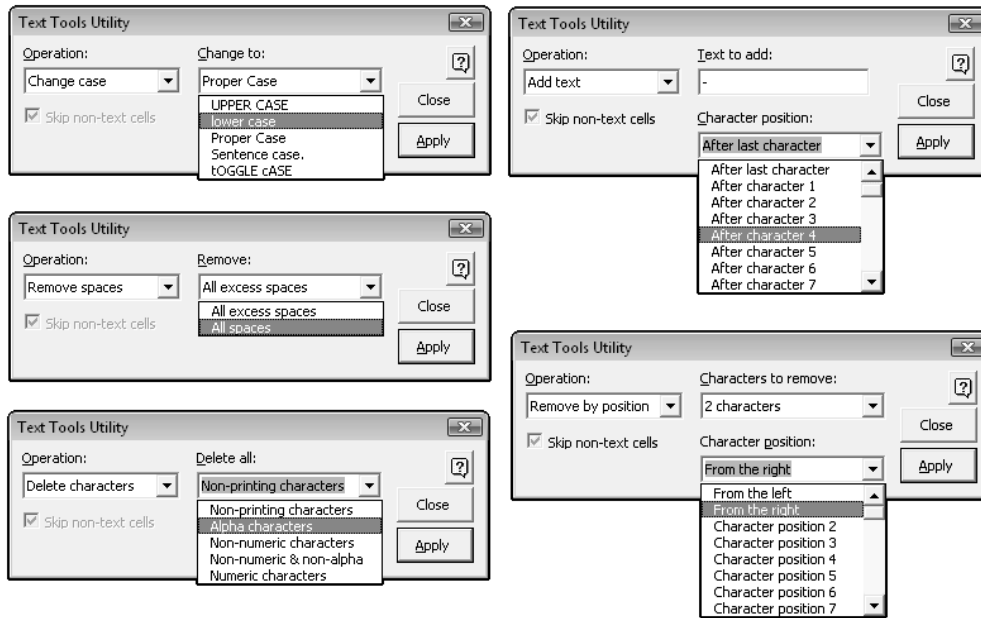 Text Tools Utility
Operation:
Change to:
Change case
Proper Case
UPPER CASE
lower case
Proper Case
Sentence case.
tOGGLE cASE
Skip non-text cells
?
Close
Apply
Text Tools Utility
Operation:
Text to add:
Add text
-
Skip non-text cells
Character position:
After last character
After last character
After character 1
After character 2
After character 3
After character 4
After character 5
After character 6
After character 7
?
Close
Apply
Text Tools Utility
Operation:
Remove:
Remove spaces
All excess spaces
All excess spaces
All spaces
Skip non-text cells
?
Close
Apply
Text Tools Utility
Operation:
Characters to remove:
Remove by position
2 characters
Skip non-text cells
Character position:
From the right
From the left
From the right
Character position 2
Character position 3
Character position 4
Character position 5
Character position 6
Character position 7
?
Close
Apply
Text Tools Utility
Operation:
Delete all:
Delete characters
Non-printing characters
Non-printing characters
Alpha characters
Non-numeric characters
Non-numeric & non-alpha
Numeric characters
Skip non-text cells
?
Close
Apply